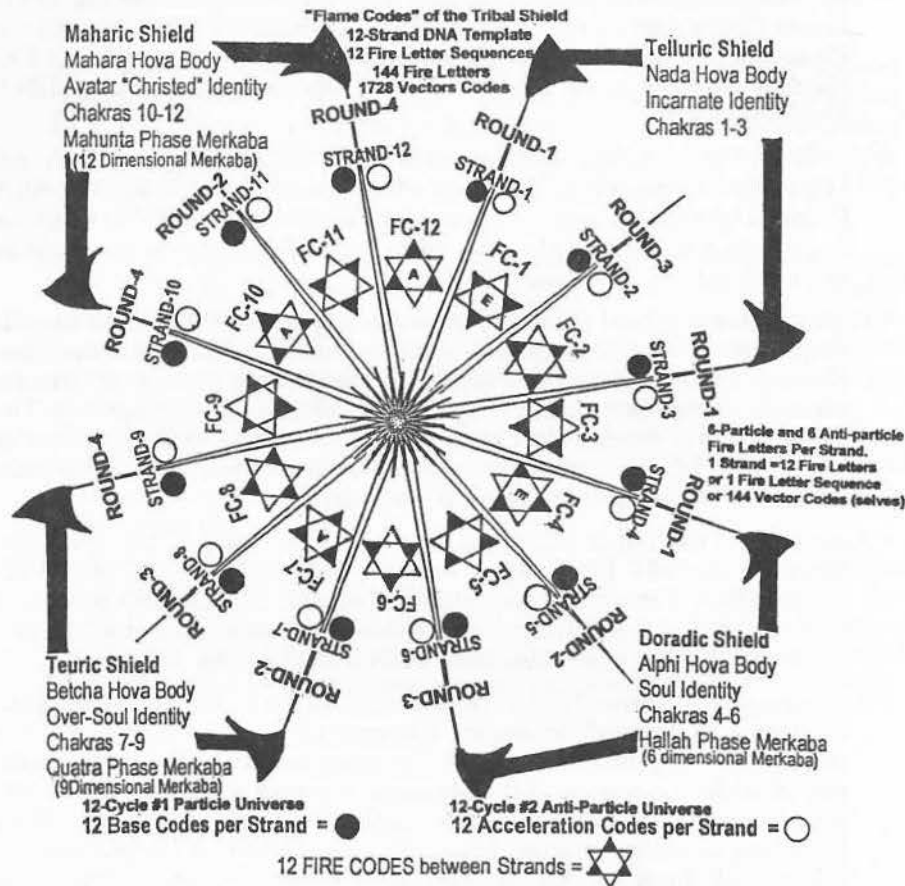 "Flame Codes" of the Tribal Shield
12-Strand DNA Template
12 Fire Letter Sequences
144 Fire Letters
1728 Vectors Codes
Maharic Shield
Mahara Hova Body
Avatar "Christed" Identity
Chakras 10-12
Mahunta Phase Merkaba
(12 Dimensional Merkaba)
Telluric Shield
Nada Hova Body
Incarnate Identity
Chakras 1-3
ROUND-4
STRAND-12
ROUND-1
STRAND-1
ROUND-3
STRAND-2
ROUND-1
STRAND-3
ROUND-1
STRAND-4
ROUND-2
STRAND-5
ROUND-3
STRAND-6
ROUND-2
STRAND-7
ROUND-3
STRAND-8
ROUND-4
STRAND-9
ROUND-4
STRAND-10
ROUND-2
STRAND-11
FC-12
A
FC-1
E
FC-2
FC-3
FC-4
E
FC-5
FC-6
FC-7
A
FC-8
FC-9
FC-10
A
FC-11
6-Particle and 6 Anti-particle
Fire Letters Per Strand.
1 Strand =12 Fire Letters
or 1 Fire Letter Sequence
or 144 Vector Codes (selves)
Teuric Shield
Betcha Hova Body
Over-Soul Identity
Chakras 7-9
Quatra Phase Merkaba
(9Dimensional Merkaba)
Doradic Shield
Alphi Hova Body
Soul Identity
Chakras 4-6
Hallah Phase Merkaba
(6 dimensional Merkaba)
12-Cycle #1 Particle Universe
12 Base Codes per Strand =
12-Cycle #2 Anti-Particle Universe
12 Acceleration Codes per Strand =
12 FIRE CODES between Strands =